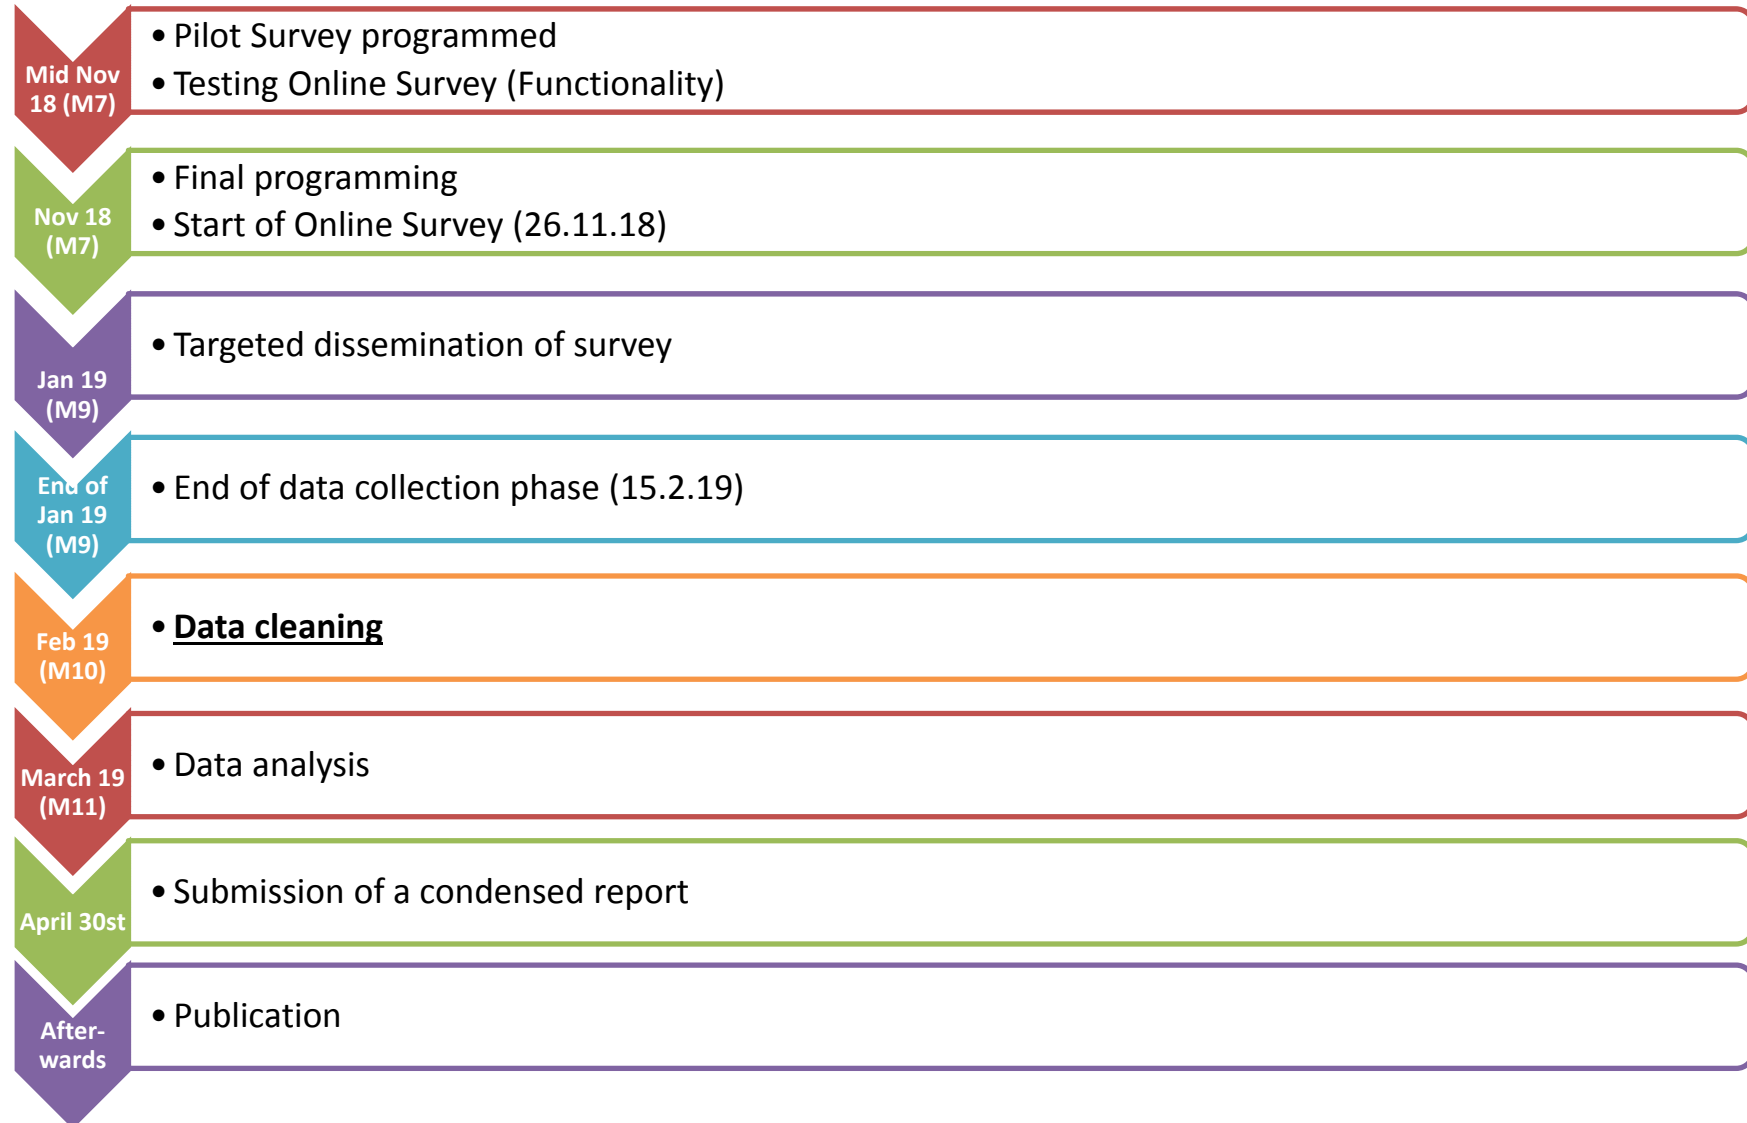 Mid Nov
18 (M7)
• Pilot Survey programmed
• Testing Online Survey (Functionality)
Nov 18
(M7)
• Final programming
• Start of Online Survey (26.11.18)
Jan 19
(M9)
• Targeted dissemination of survey
End of
Jan 19
(M9)
• End of data collection phase (15.2.19)
Feb 19
(M10)
• Data cleaning
March 19
(M11)
• Data analysis
April 30st
• Submission of a condensed report
After-
wards
• Publication